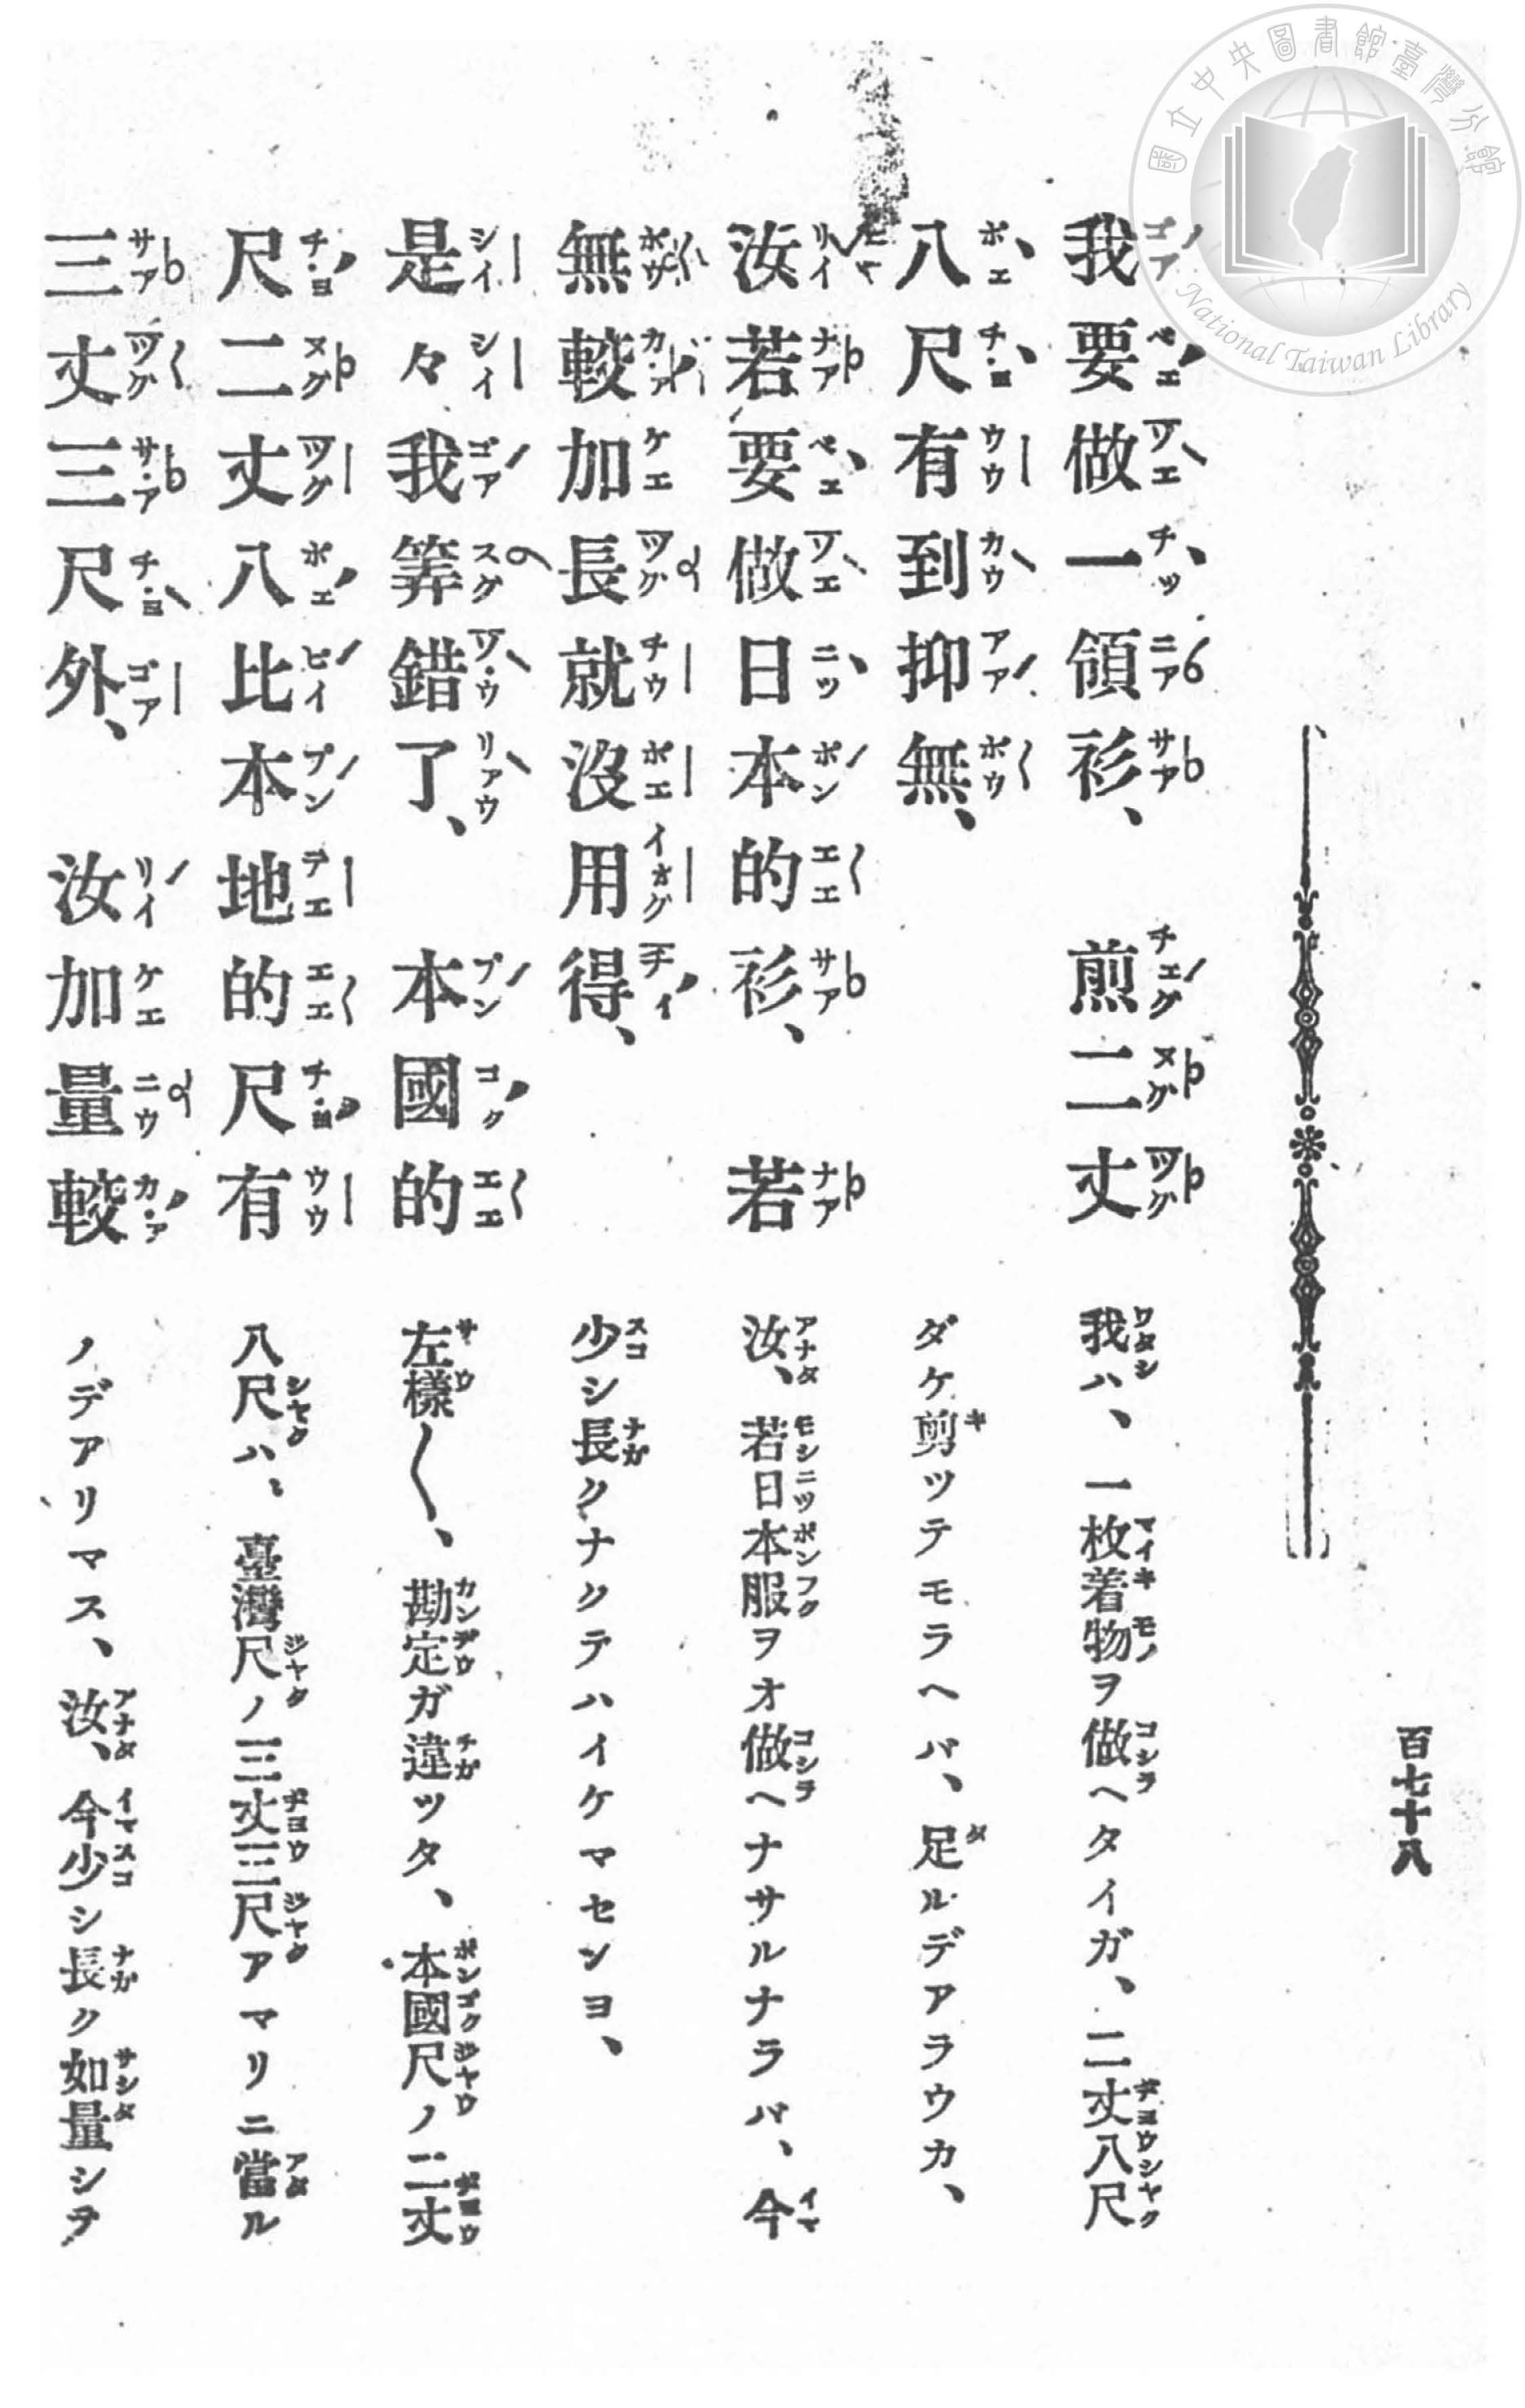 國立中央圖書館臺灣分館
National Taiwan Library
百七十八
我要做一領衫、煎二丈
八尺有到抑無、
汝若要做日本的衫、若
無較加長就沒用得、
是々我筭錯了、本國的
尺二丈八比本地的尺有
三丈三尺外、汝加量較
我ハ、一枚着物ヲ做ヘタイガ、二丈八尺
ダケ剪ツテモラヘバ、足ルデアラウカ、
汝、若日本服ヲオ做ヘナサルナラバ、今
少シ長クナクテハイケマセンヨ、
左樣〱、勘定ガ違ツタ、本國尺ノ二丈
八尺ハ、臺灣尺ノ三丈三尺アマリニ當ル
ノデアリマス、汝、今少シ長ク如量シヲ